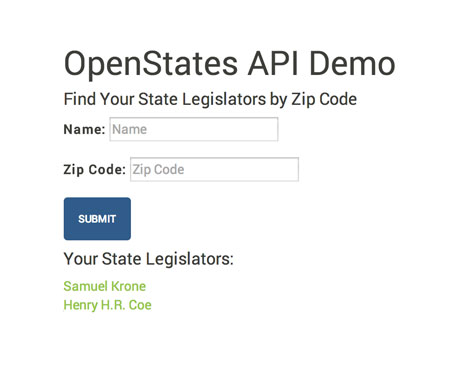 OpenStates API Demo
Find Your State Legislators by Zip Code
Name: Name
Zip Code: Zip Code
SUBMIT
Your State Legislators:
Samuel Krone
Henry H.R. Coe